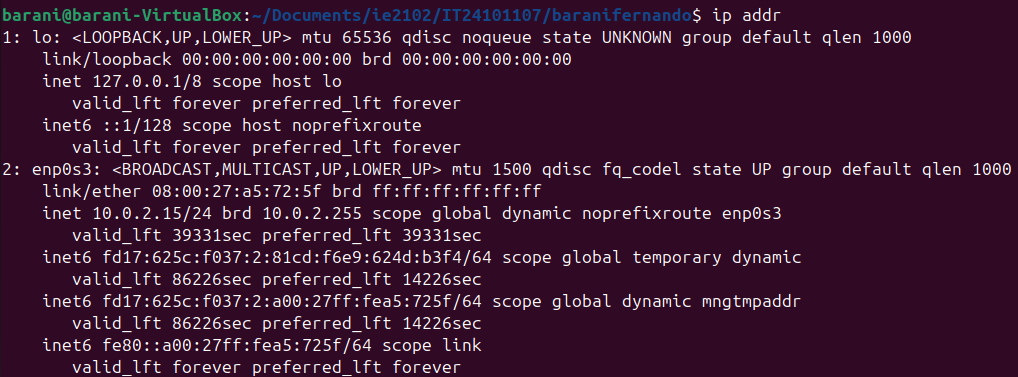 barani@barani-VirtualBox:~/Documents/ie2102/IT24101107/baranifernando$ ip addr
1: lo: <LOOPBACK,UP,LOWER_UP> mtu 65536 qdisc noqueue state UNKNOWN group default qlen 1000
    link/loopback 00:00:00:00:00:00 brd 00:00:00:00:00:00
    inet 127.0.0.1/8 scope host lo
       valid_lft forever preferred_lft forever
    inet6 ::1/128 scope host noprefixroute
       valid_lft forever preferred_lft forever
2: enp0s3: <BROADCAST,MULTICAST,UP,LOWER_UP> mtu 1500 qdisc fq_codel state UP group default qlen 1000
    link/ether 08:00:27:a5:72:5f brd ff:ff:ff:ff:ff:ff
    inet 10.0.2.15/24 brd 10.0.2.255 scope global dynamic noprefixroute enp0s3
       valid_lft 39331sec preferred_lft 39331sec
    inet6 fd17:625c:f037:2:81cd:f6e9:624d:b3f4/64 scope global temporary dynamic
       valid_lft 86226sec preferred_lft 14226sec
    inet6 fd17:625c:f037:2:a00:27ff:fea5:725f/64 scope global dynamic mngtmpaddr
       valid_lft 86226sec preferred_lft 14226sec
    inet6 fe80::a00:27ff:fea5:725f/64 scope link
       valid_lft forever preferred_lft forever